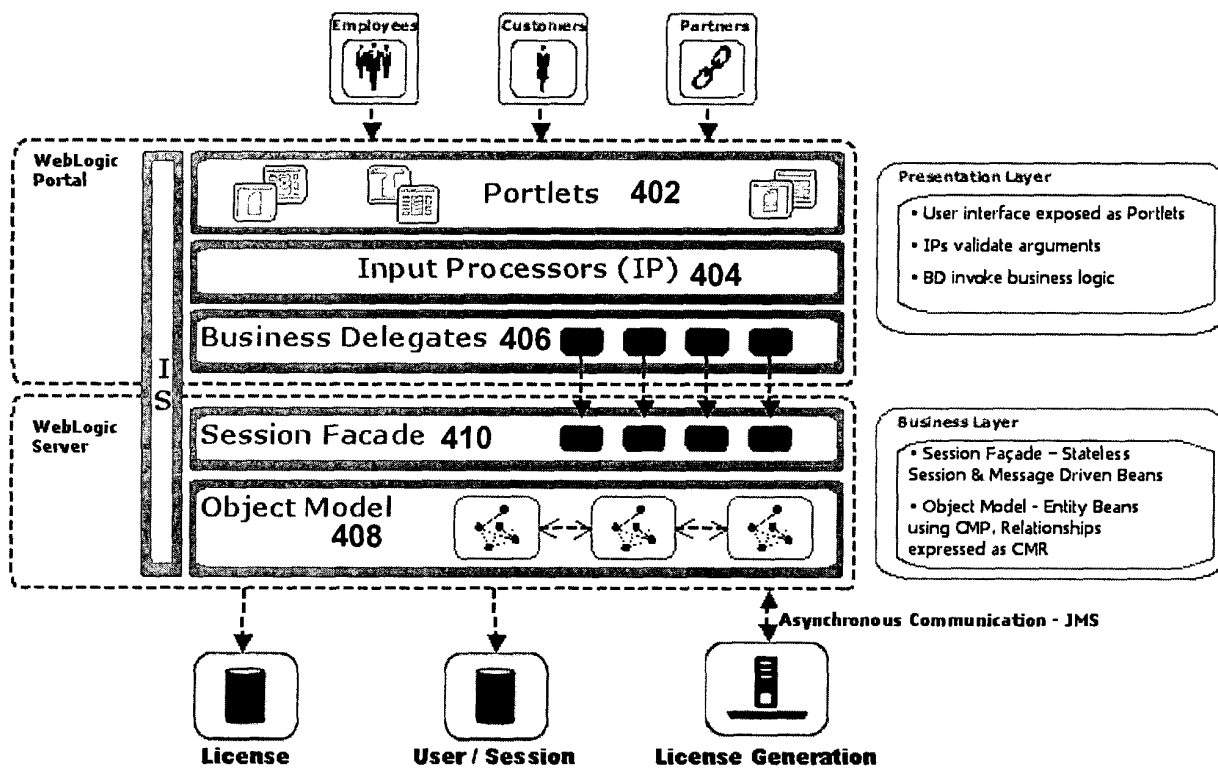 Employees
Customers
Partners
WebLogic
Portal
Portlets 402
Input Processors (IP) 404
Business Delegates 406
I
S
WebLogic
Server
Session Facade 410
Object Model
408
Presentation Layer
• User interface exposed as Portlets
• IPs validate arguments
• BD invoke business logic
Business Layer
• Session Façade – Stateless
Session & Message Driven Beans
• Object Model - Entity Beans
using CMP, Relationships
expressed as CMR
Asynchronous Communication - JMS
License
User / Session
License Generation